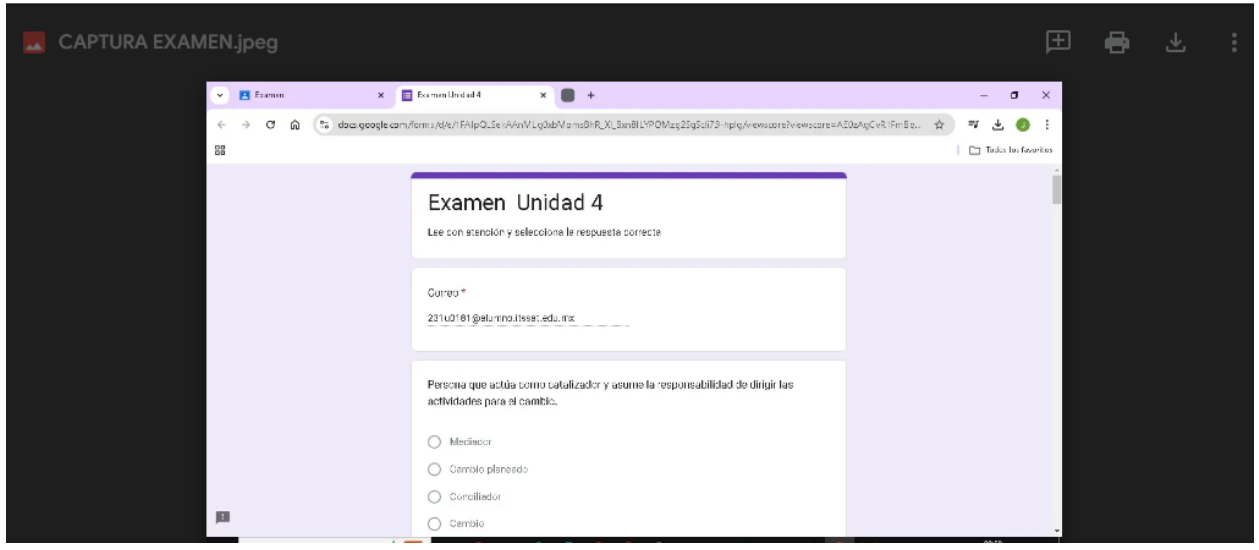 CAPTURA EXAMEN.jpeg
Examen
Examen Unidad 4
Todos los favoritos
Examen Unidad 4
Lee con atención y selecciona la respuesta correcta
Correo *
231u0181@alumno.itssat.edu.mx
Persona que actúa como catalizador y asume la responsabilidad de dirigir las
actividades para el cambio.
Mediador
Cambio planeado
Conciliador
Cambio